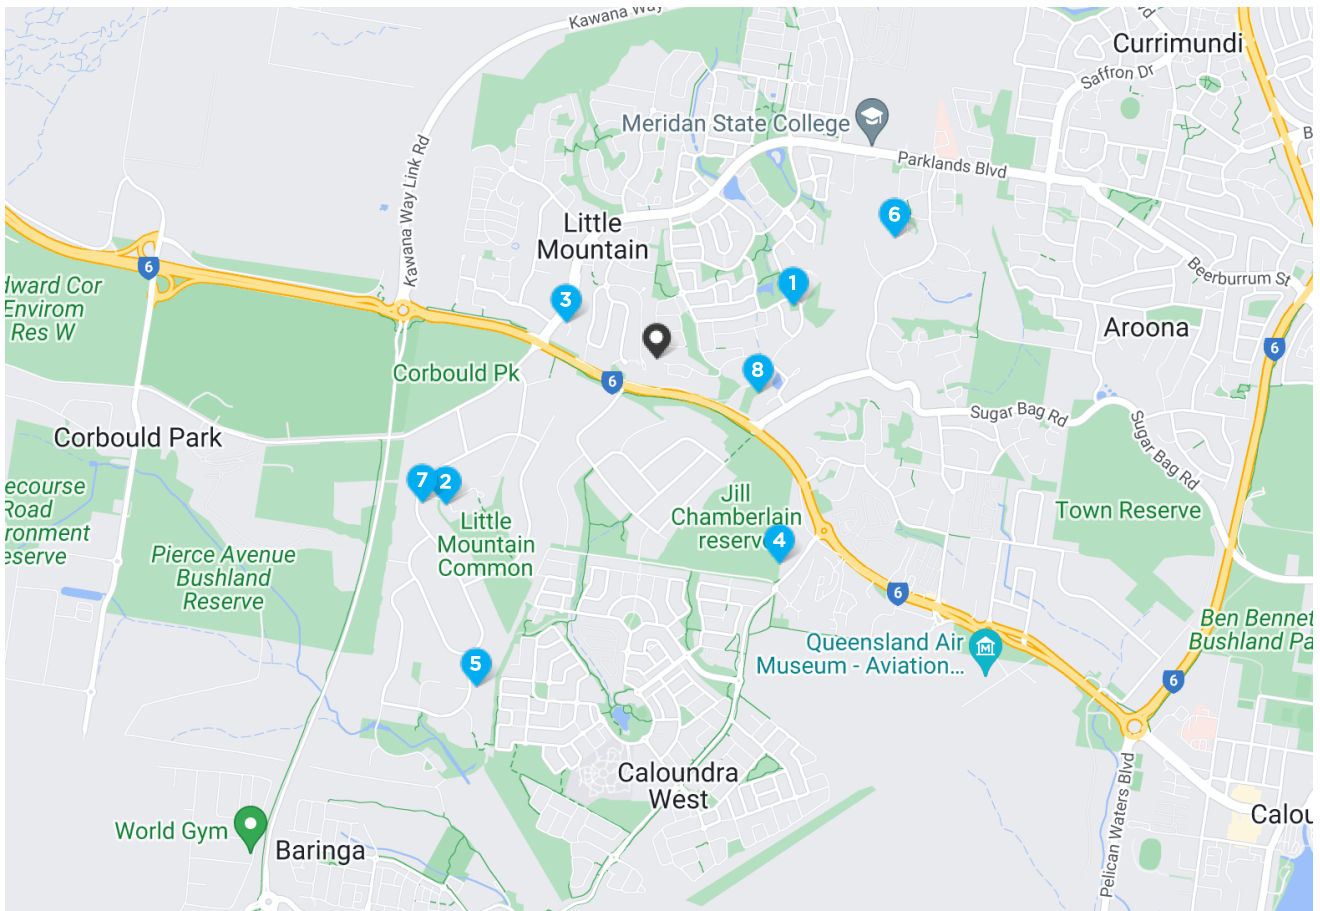 Kawana Way
Currimundi
Saffron Dr
Meridan State College
Parklands Blvd
Kawana Way Link Rd
6
Little
Mountain
6
Beerburrum St
dward Cor
Environm
Res W
3
1
Aroona
6
Corbould Pk
6
8
Sugar Bag Rd
Sugar Bag Rd
Corbould Park
7
2
ecourse
Road
ronment
eserve
Little
Mountain
Common
Jill
Chamberlain
reserve
4
Town Reserve
Pierce Avenue
Bushland
Reserve
6
Ben Bennet
Bushland Pa
Queensland Air
Museum - Aviation...
M
5
6
Caloundra
West
Pelican Waters Blvd
World Gym
Baringa
Calou